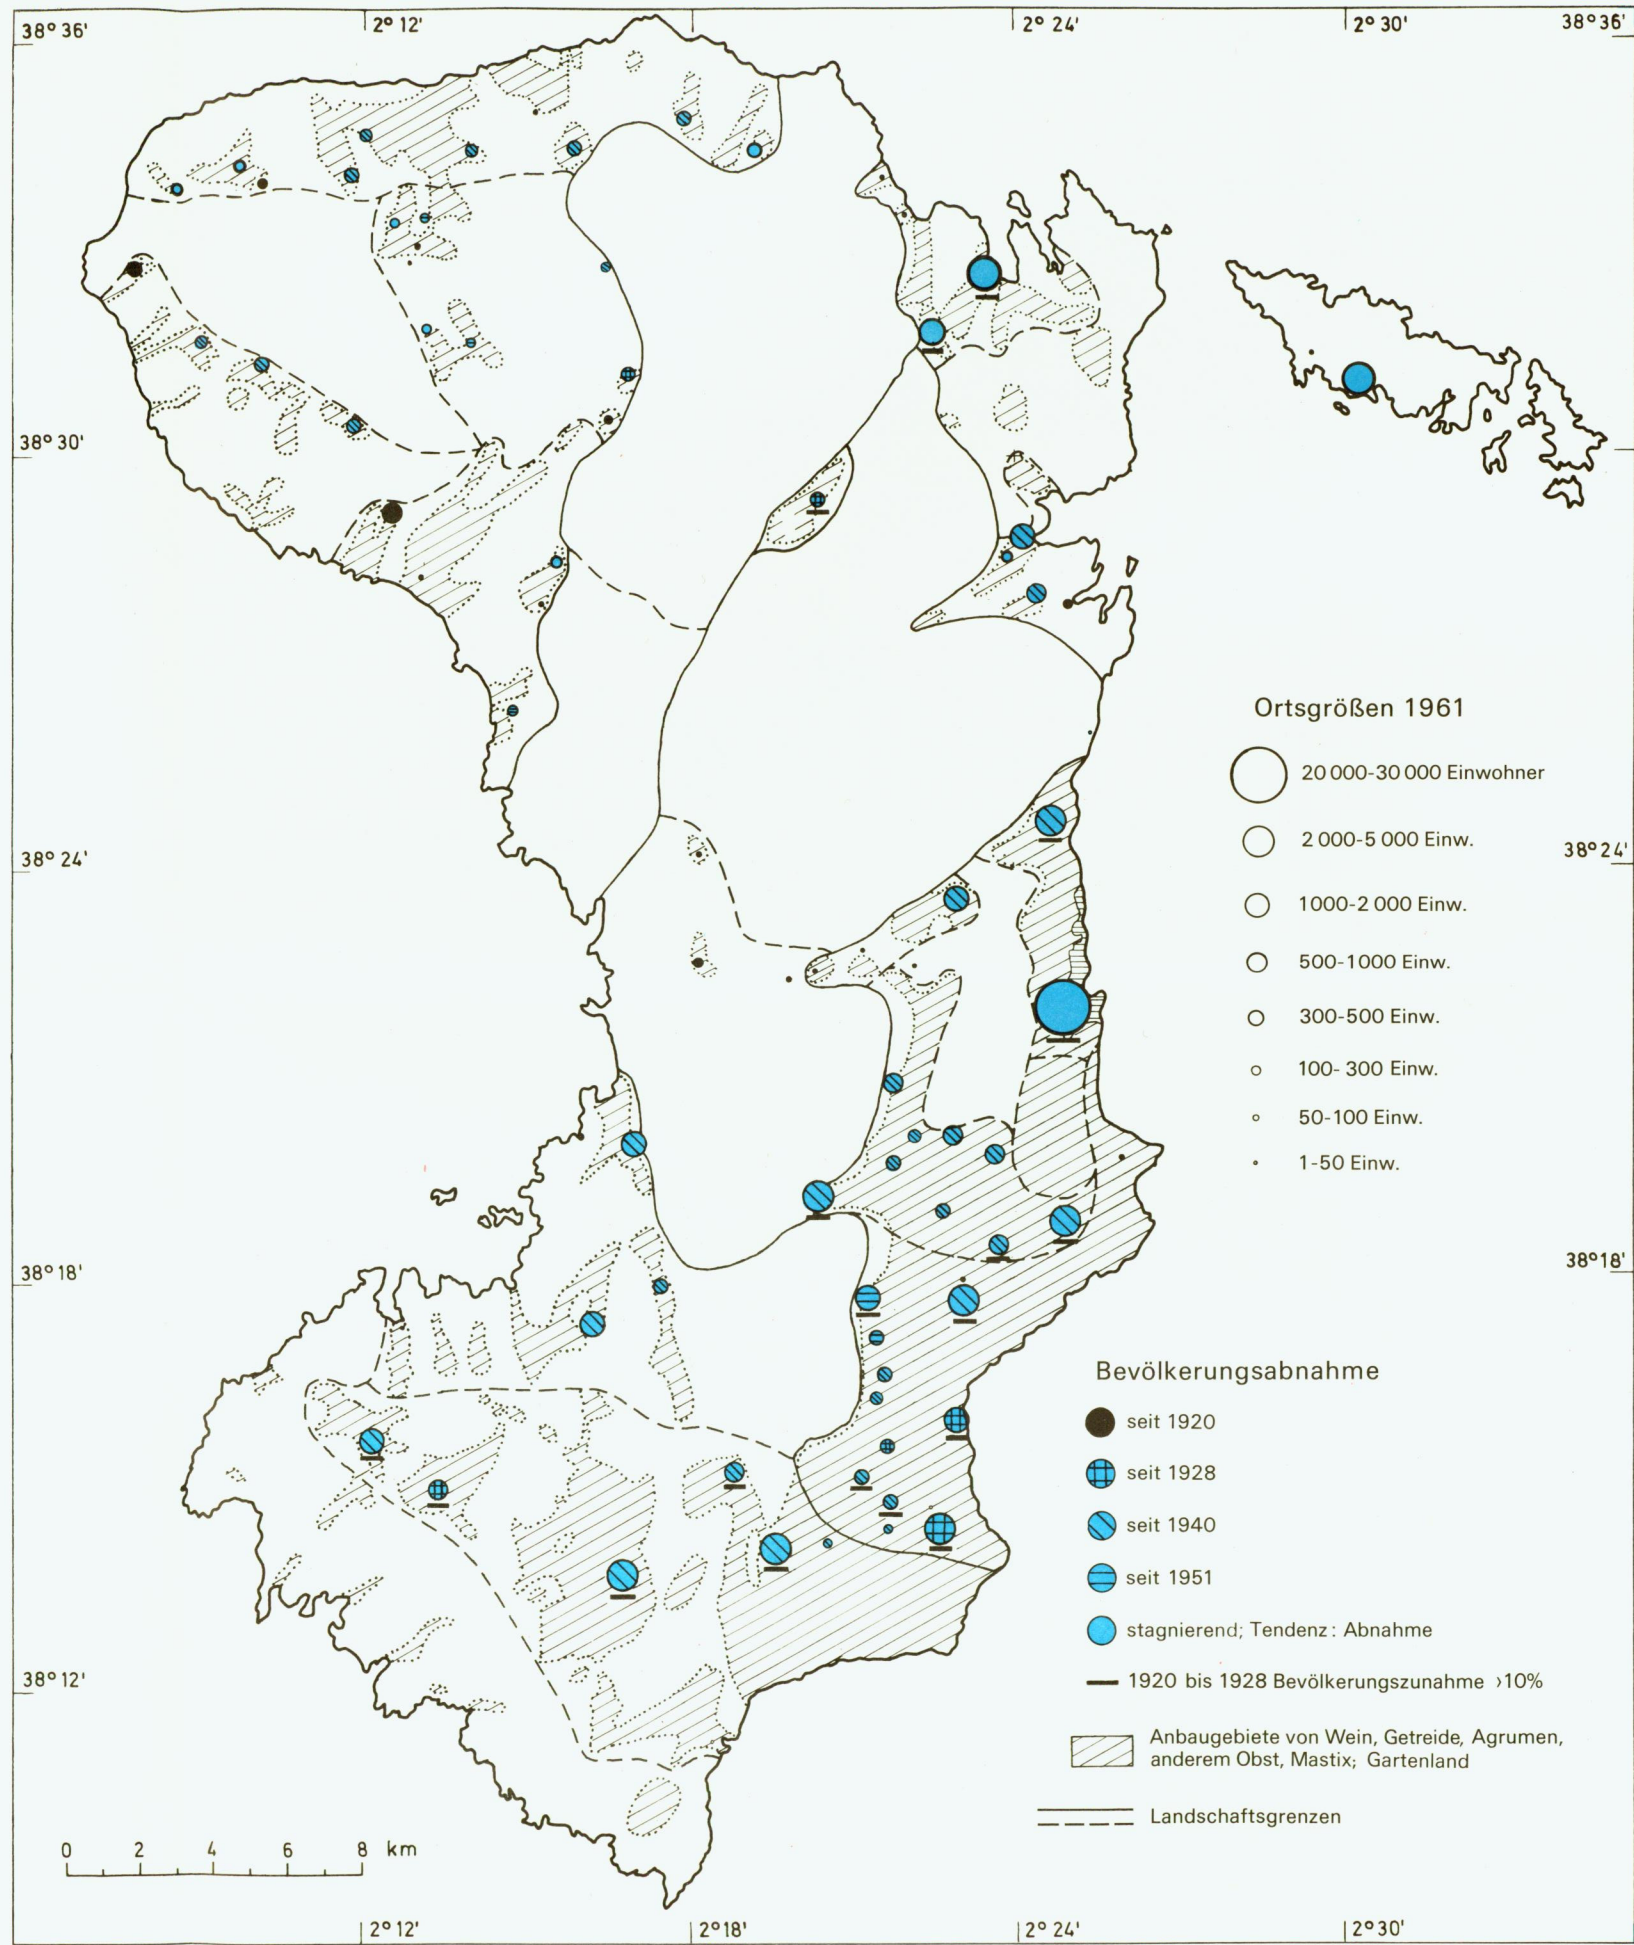 38° 36'
2° 12'
2° 24'
2° 30'
38° 36'
38° 30'
38° 24'
38° 24'
38° 18'
38° 18'
38° 12'
Ortsgrößen 1961
20 000-30 000 Einwohner
2 000-5 000 Einw.
1000-2 000 Einw.
500-1000 Einw.
300-500 Einw.
100- 300 Einw.
50-100 Einw.
1-50 Einw.
Bevölkerungsabnahme
seit 1920
seit 1928
seit 1940
seit 1951
stagnierend; Tendenz: Abnahme
1920 bis 1928 Bevölkerungszunahme >10%
Anbaugebiete von Wein, Getreide, Agrumen,
anderem Obst, Mastix; Gartenland
Landschaftsgrenzen
0 2 4 6 8 km
2° 12'
2° 18'
2° 24'
2° 30'